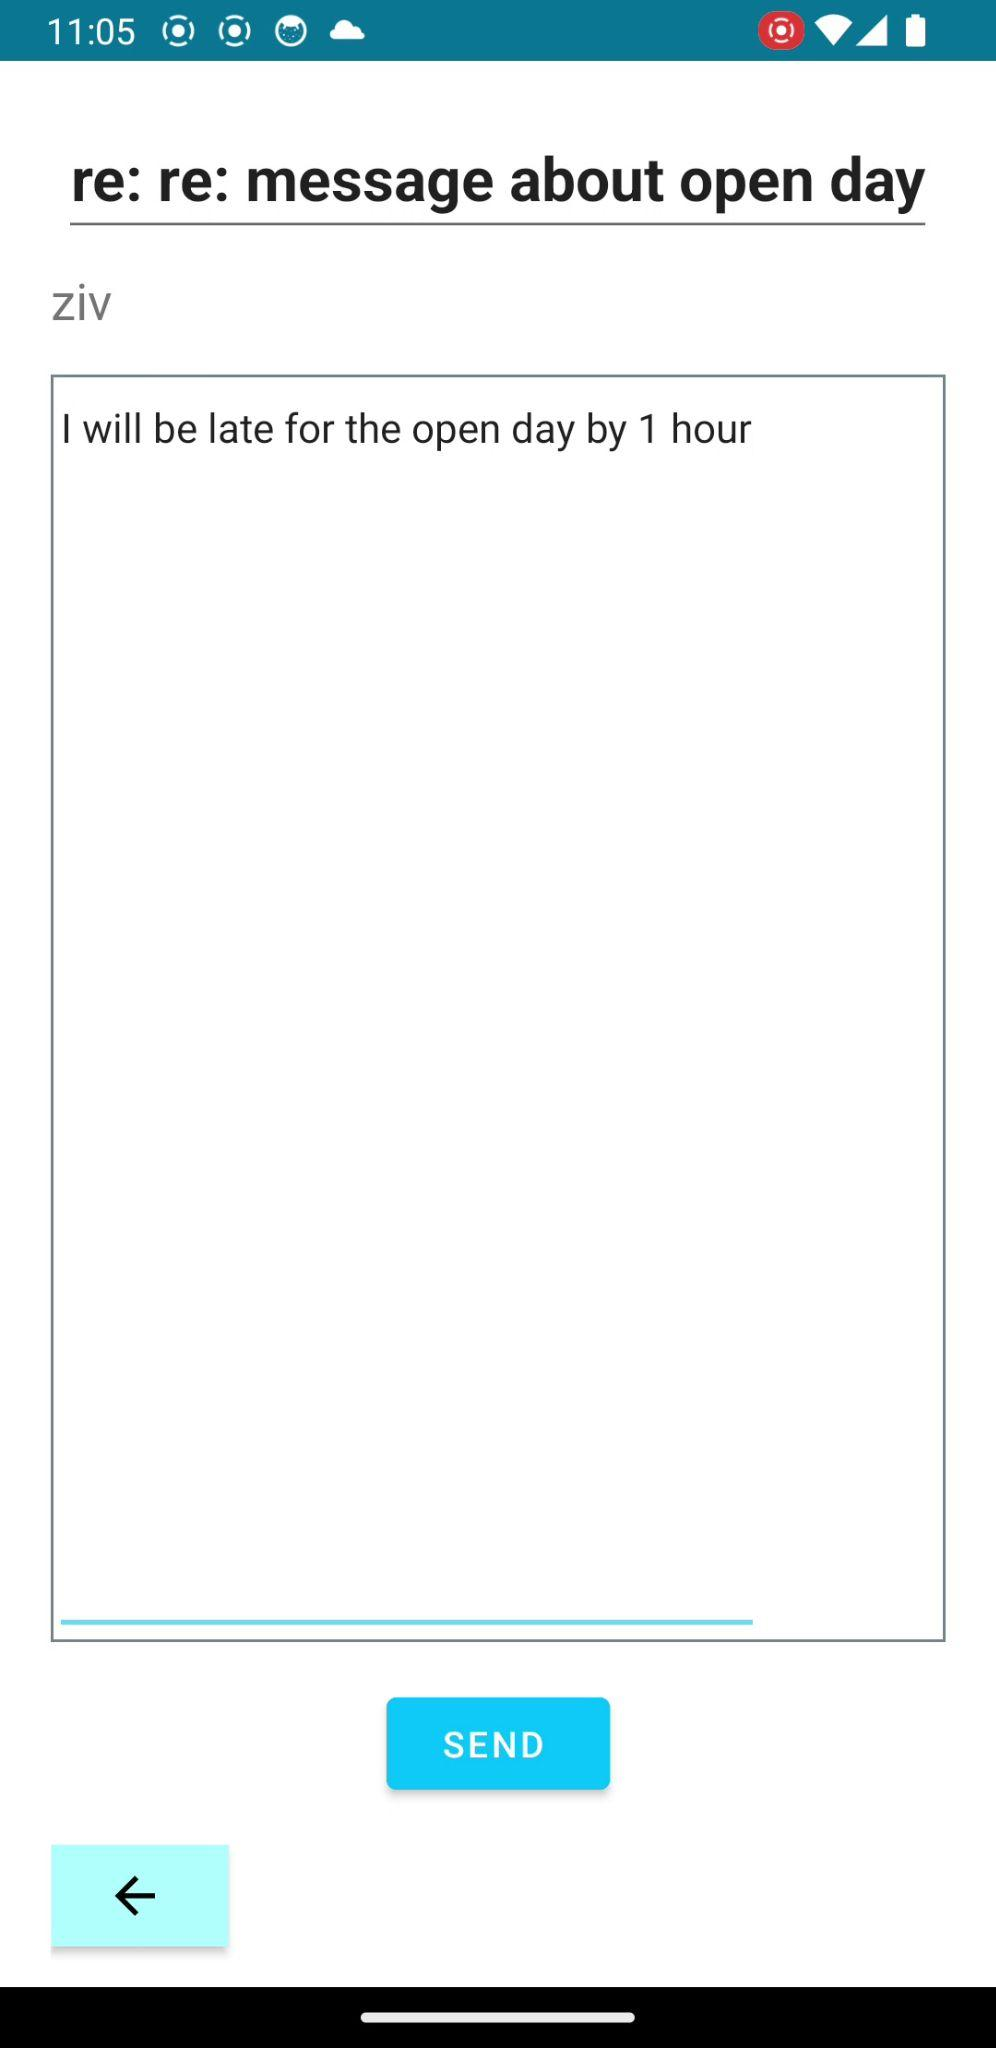 11:05
re: re: message about open day
ziv
I will be late for the open day by 1 hour
SEND